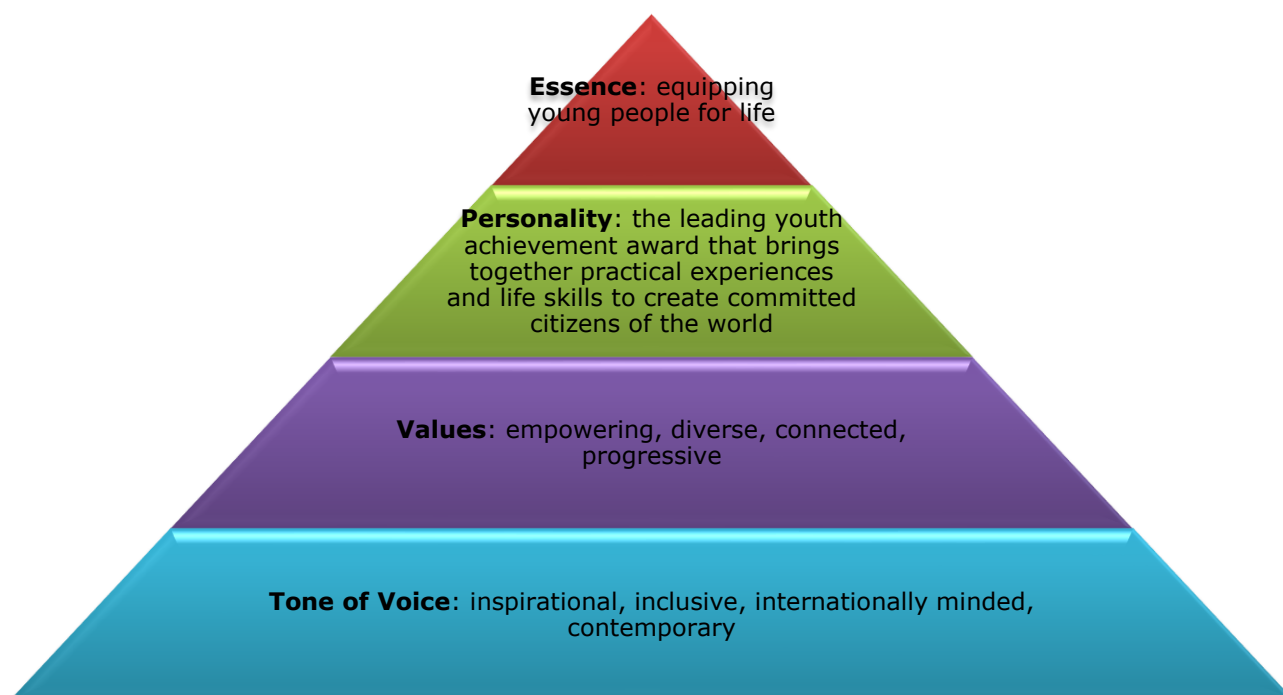 Essence: equipping
young people for life
Personality: the leading youth
achievement award that brings
together practical experiences
and life skills to create committed
citizens of the world
Values: empowering, diverse, connected,
progressive
Tone of Voice: inspirational, inclusive, internationally minded,
contemporary